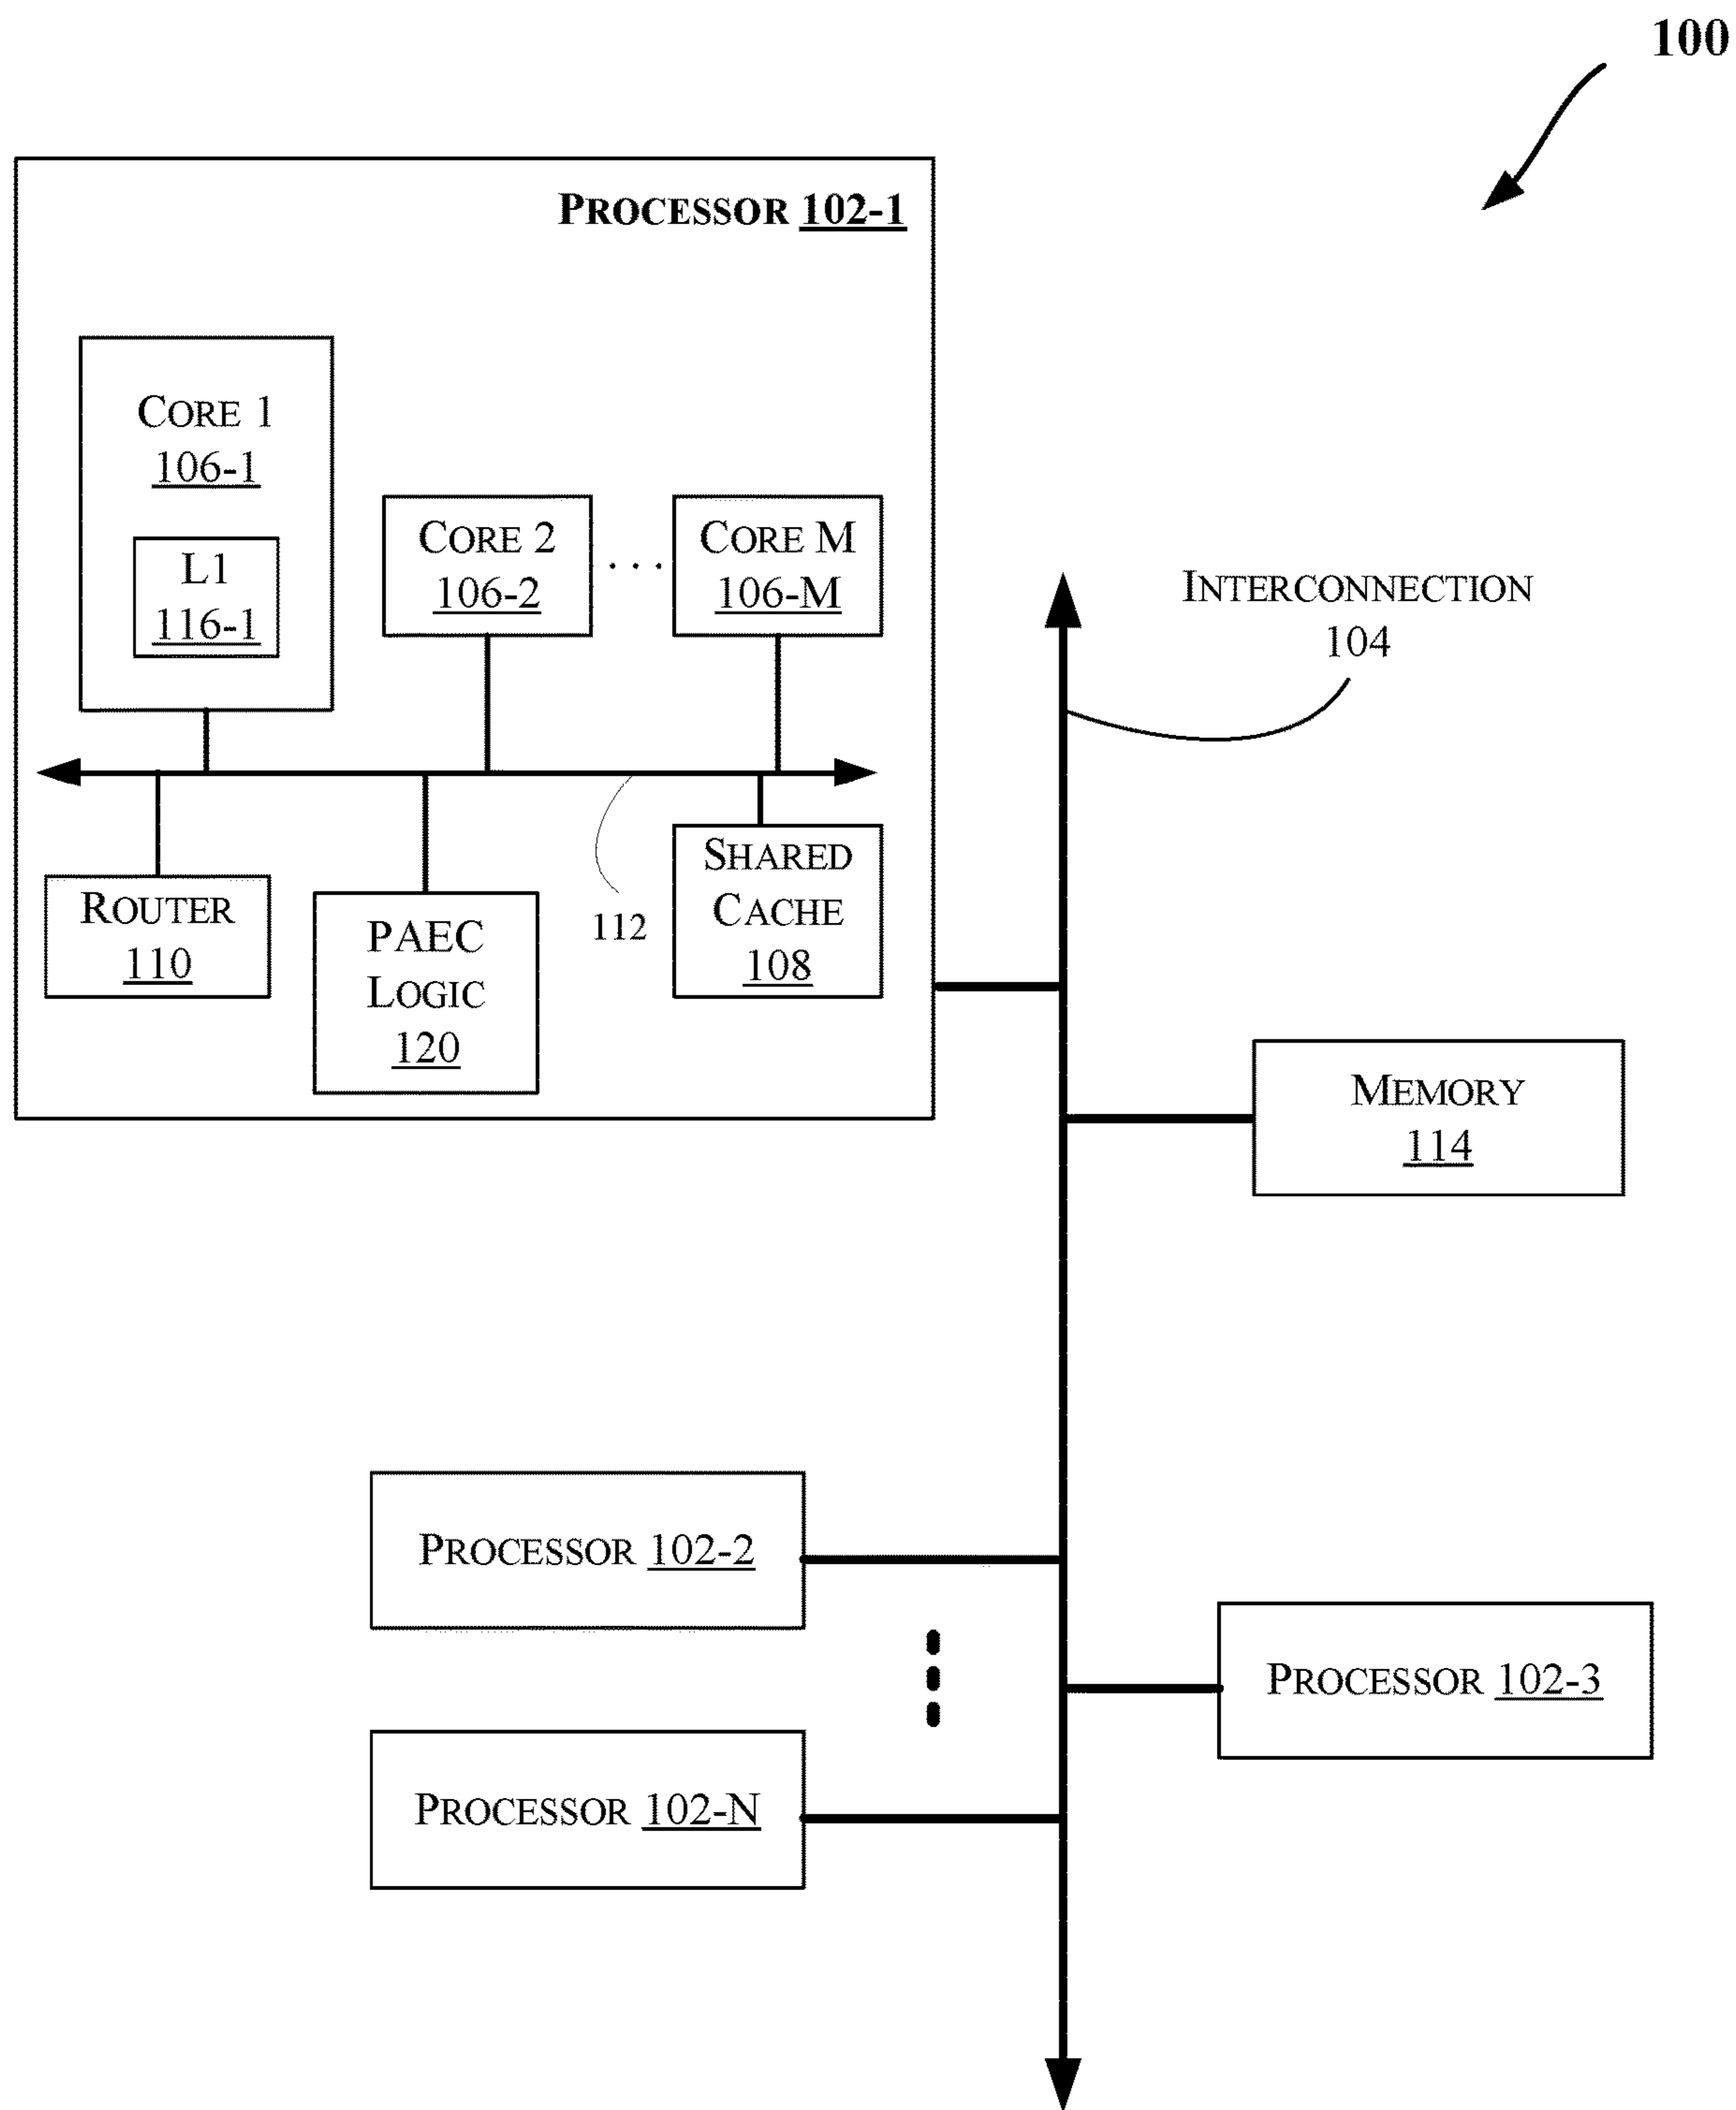 100
PROCESSOR 102-1
CORE 1
106-1
L1
116-1
CORE 2
106-2
. . .
CORE M
106-M
INTERCONNECTION
104
ROUTER
110
PAEC
LOGIC
120
112
SHARED
CACHE
108
MEMORY
114
PROCESSOR 102-2
PROCESSOR 102-3
PROCESSOR 102-N